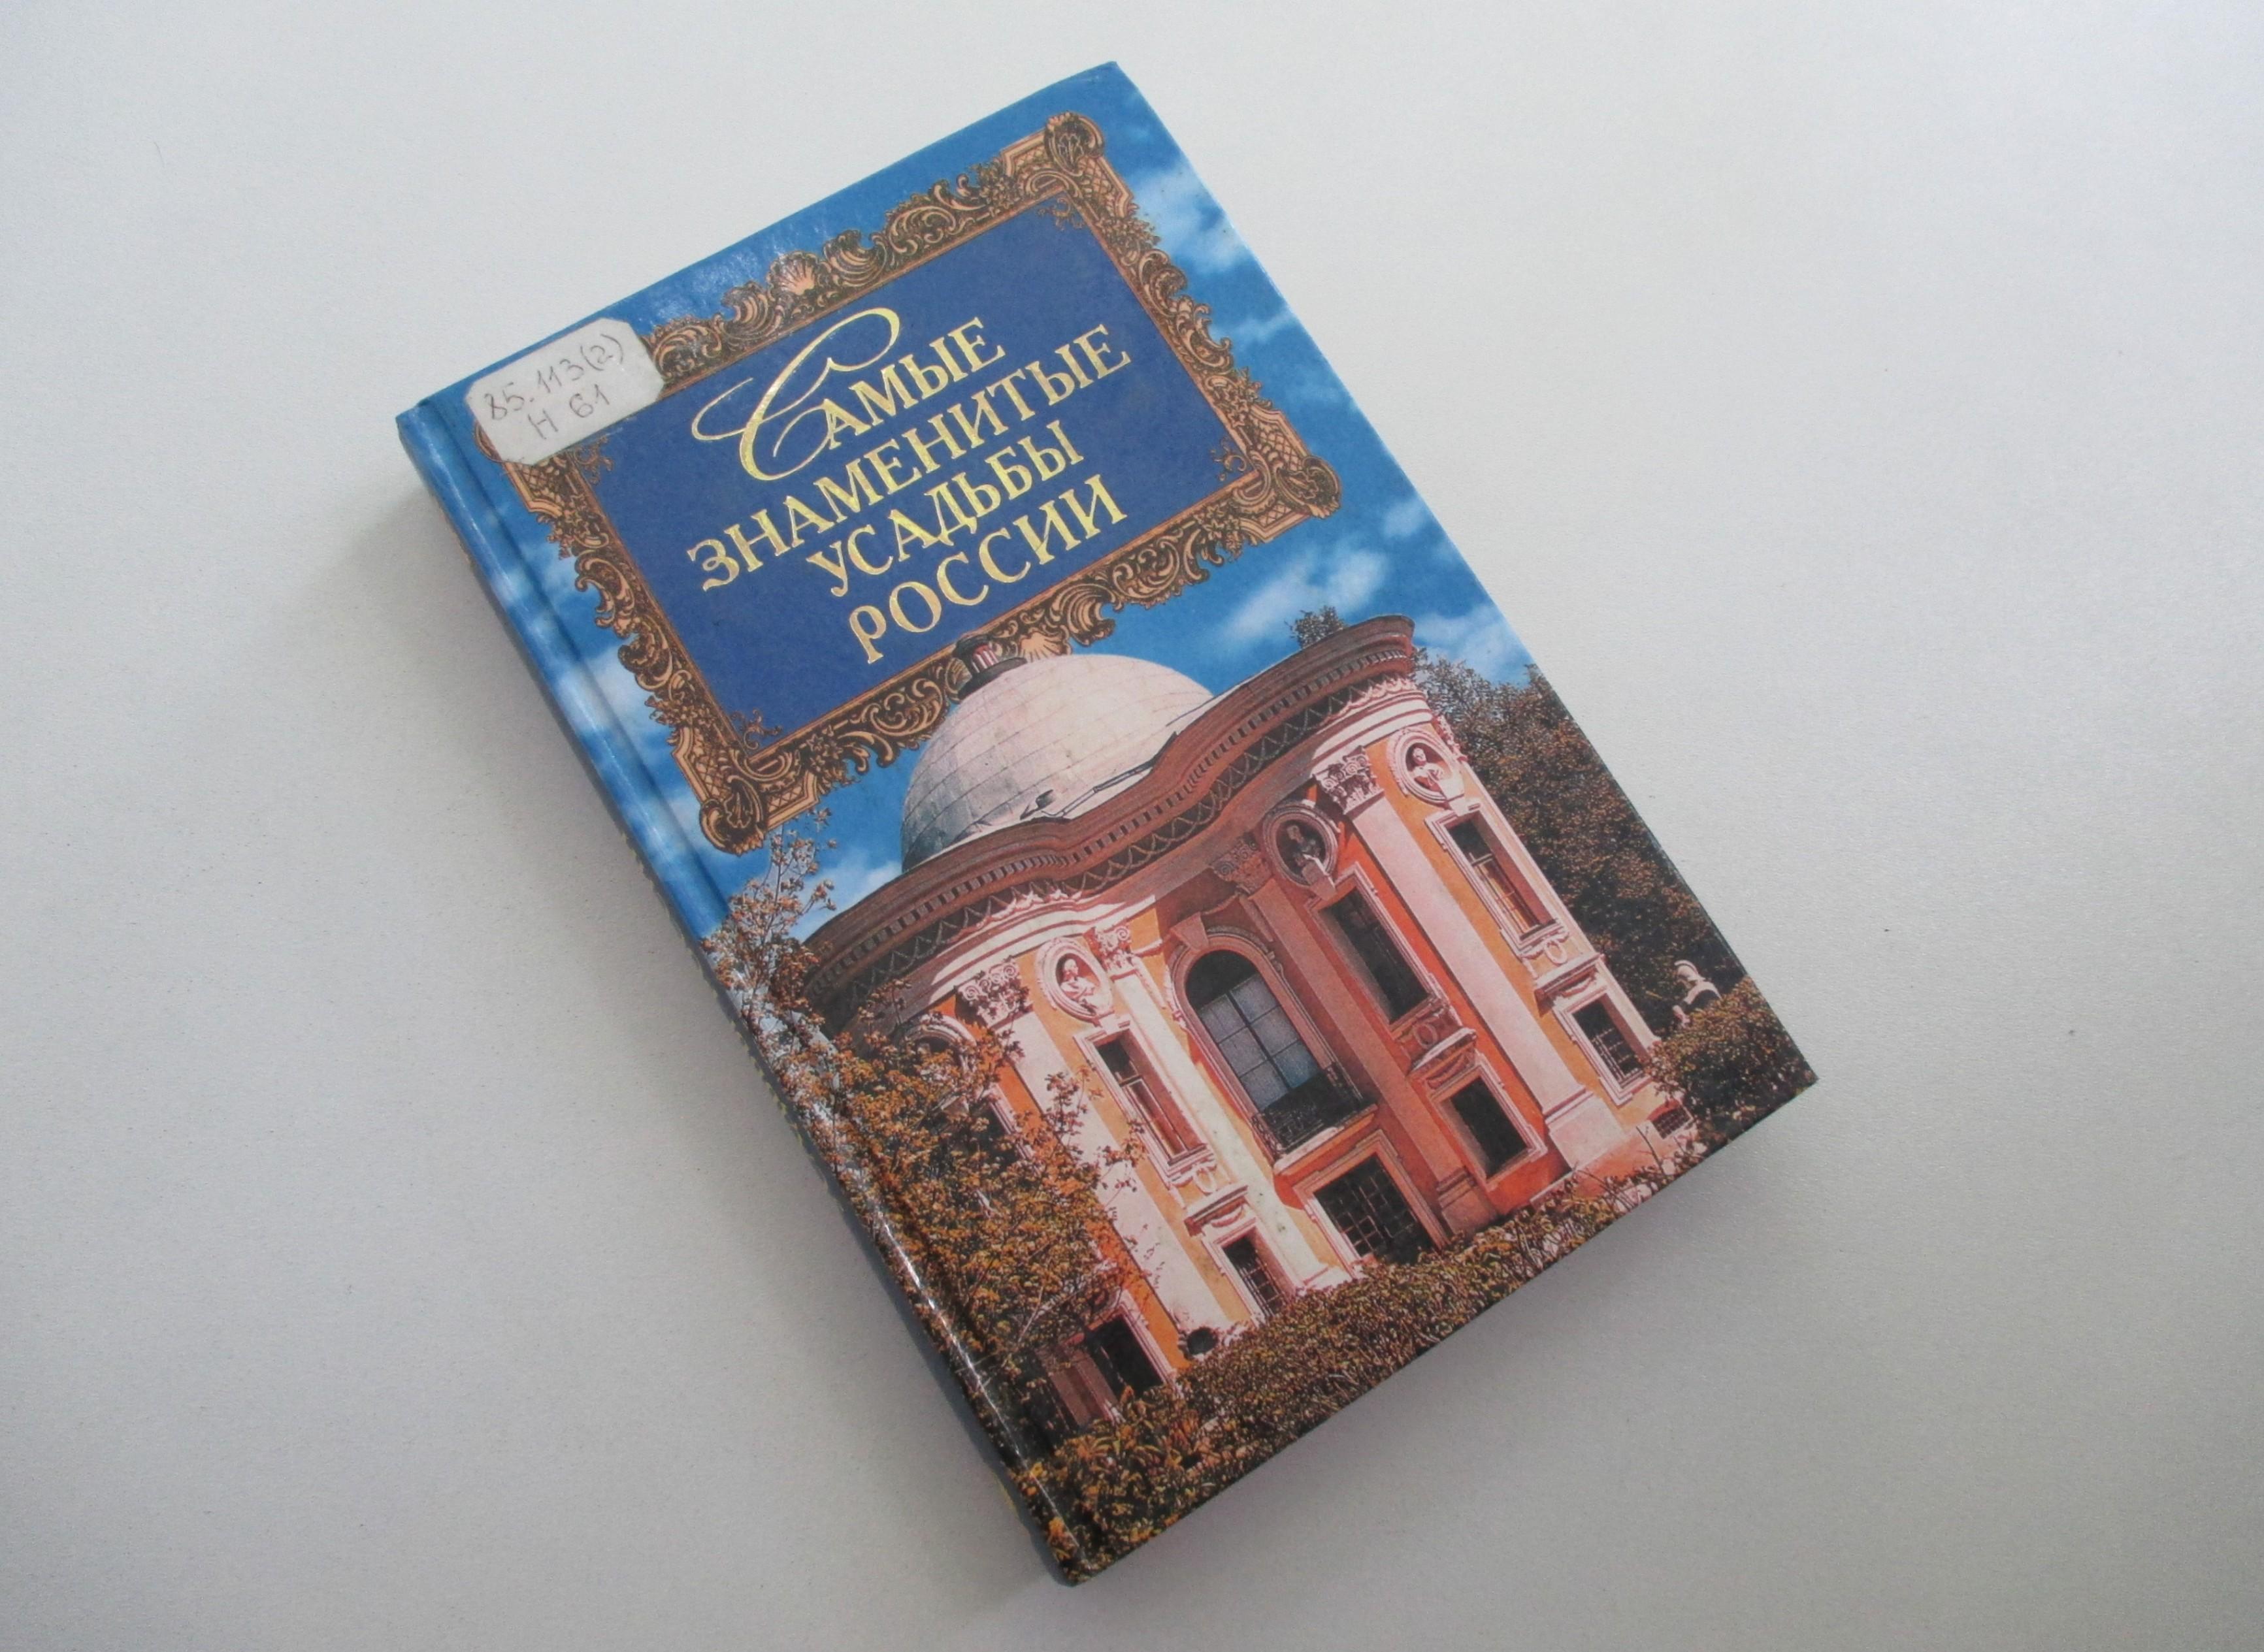 85.113(2)
Н 61
Самые
знаменитые
усадьбы
России